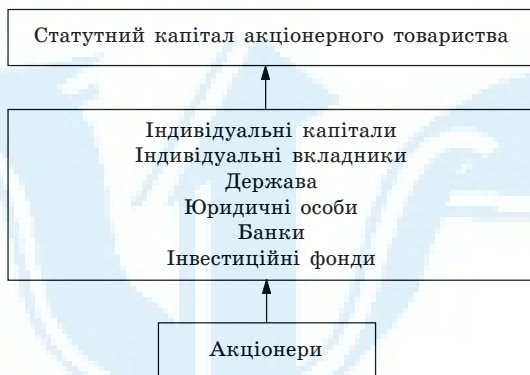 Статутний капітал акціонерного товариства
Індивідуальні капітали
Індивідуальні вкладники
Держава
Юридичні особи
Банки
Інвестиційні фонди
Акціонери